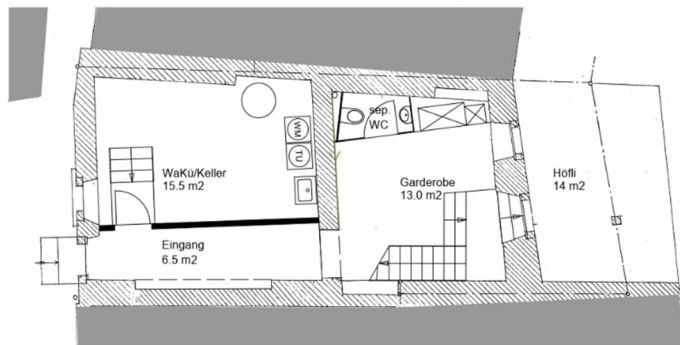 sep.
WC
WM
TU
WaKü/Keller
15.5 m2
Garderobe
13.0 m2
Höfli
14 m2
Eingang
6.5 m2